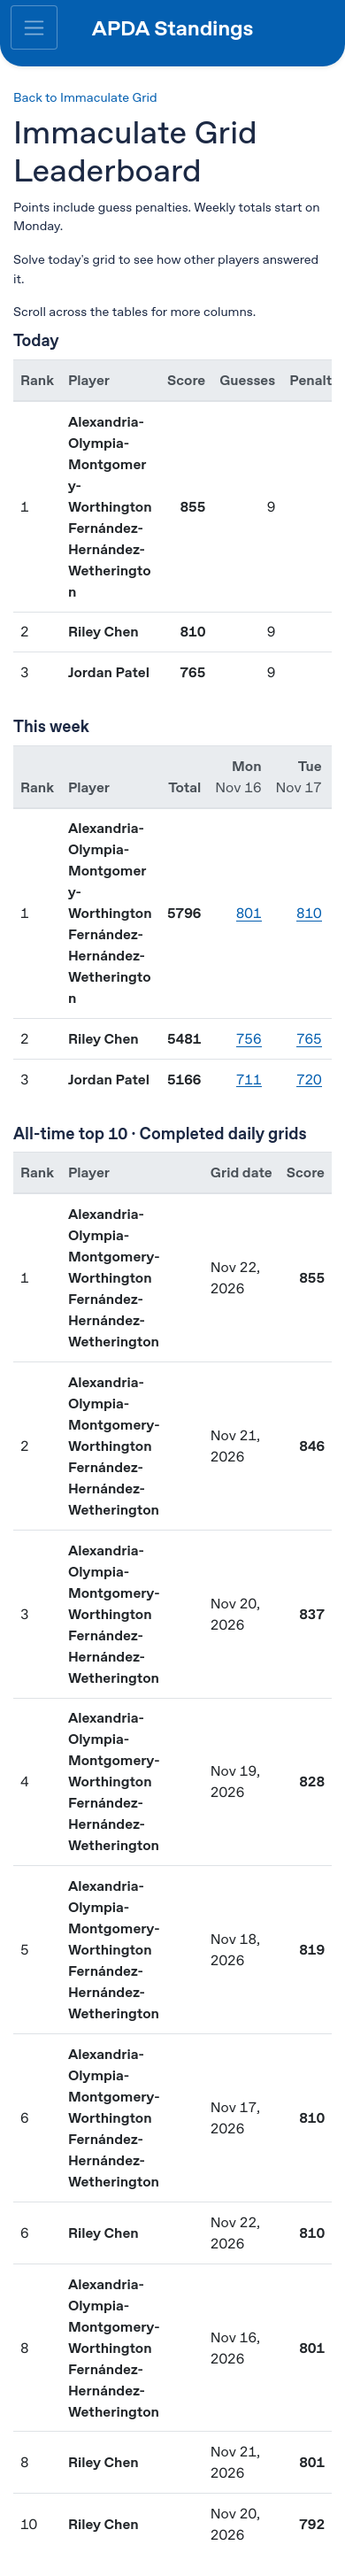 APDA Standings
Back to Immaculate Grid
Immaculate Grid
Leaderboard
Points include guess penalties. Weekly totals start on
Monday.
Solve today's grid to see how other players answered
it.
Scroll across the tables for more columns.
Today
Rank Player Score Guesses Penalt
Alexandria-
Olympia-
Montgomer
y-
1 Worthington 855 9
Fernández-
Hernández-
Wetheringto
n
2 Riley Chen 810 9
3 Jordan Patel 765 9
This week
Mon Tue
Rank Player Total Nov 16 Nov 17
Alexandria-
Olympia-
Montgomer
y-
1 Worthington 5796 801 810
Fernández-
Hernández-
Wetheringto
n
2 Riley Chen 5481 756 765
3 Jordan Patel 5166 711 720
All-time top 10 · Completed daily grids
Rank Player Grid date Score
Alexandria-
Olympia-
Montgomery-
1 Worthington Nov 22, 2026 855
Fernández-
Hernández-
Wetherington
Alexandria-
Olympia-
Montgomery-
2 Worthington Nov 21, 2026 846
Fernández-
Hernández-
Wetherington
Alexandria-
Olympia-
Montgomery-
3 Worthington Nov 20, 2026 837
Fernández-
Hernández-
Wetherington
Alexandria-
Olympia-
Montgomery-
4 Worthington Nov 19, 2026 828
Fernández-
Hernández-
Wetherington
Alexandria-
Olympia-
Montgomery-
5 Worthington Nov 18, 2026 819
Fernández-
Hernández-
Wetherington
Alexandria-
Olympia-
Montgomery-
6 Worthington Nov 17, 2026 810
Fernández-
Hernández-
Wetherington
6 Riley Chen Nov 22, 2026 810
Alexandria-
Olympia-
Montgomery-
8 Worthington Nov 16, 2026 801
Fernández-
Hernández-
Wetherington
8 Riley Chen Nov 21, 2026 801
10 Riley Chen Nov 20, 2026 792